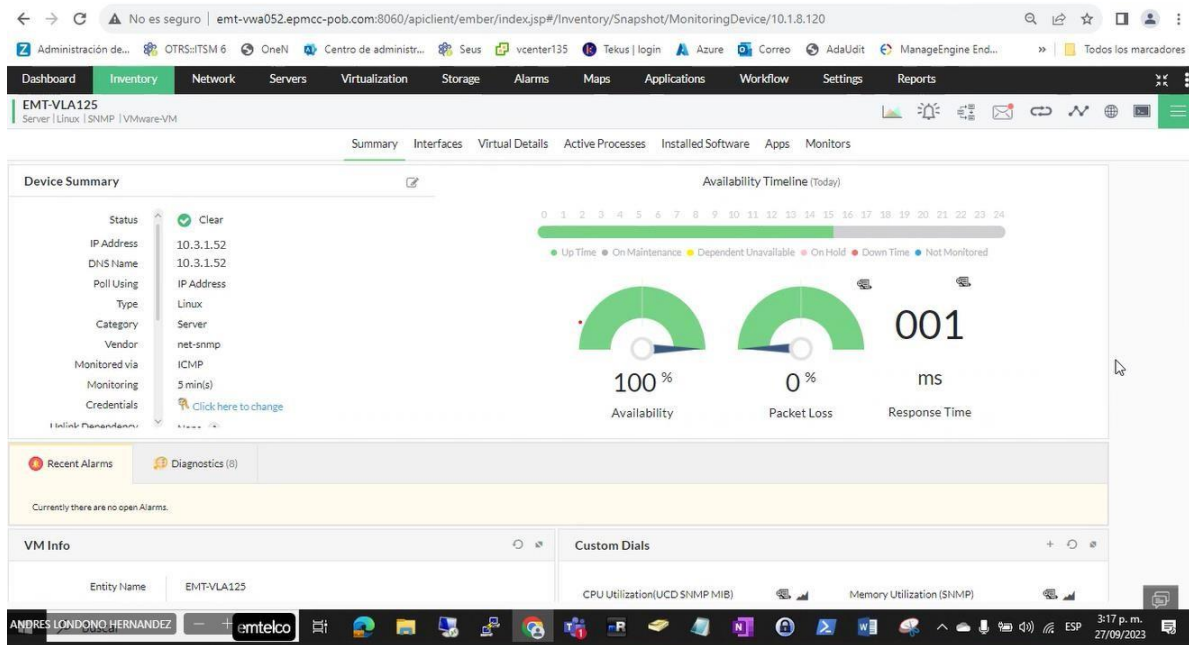 No es seguro | emt-vwa052.epmcc-pob.com:8060/apiclient/ember/index.jsp#/Inventory/Snapshot/MonitoringDevice/10.1.8.120
Administración de... OTRS::ITSM 6 OneN Centro de administr... Seus vcenter135 Tekus | login Azure Correo AdaUdit ManageEngine End... » Todos los marcadores
Dashboard Inventory Network Servers Virtualization Storage Alarms Maps Applications Workflow Settings Reports
EMT-VLA125
Server | Linux | SNMP | VMware-VM
Summary Interfaces Virtual Details Active Processes Installed Software Apps Monitors
Device Summary
Status Clear
IP Address 10.3.1.52
DNS Name 10.3.1.52
Poll Using IP Address
Type Linux
Category Server
Vendor net-snmp
Monitored via ICMP
Monitoring 5 min(s)
Credentials Click here to change
Uplink Dependency None
Availability Timeline (Today)
0 1 2 3 4 5 6 7 8 9 10 11 12 13 14 15 16 17 18 19 20 21 22 23 24
Up Time On Maintenance Dependent Unavailable On Hold Down Time Not Monitored
100 %
Availability
0 %
Packet Loss
001
ms
Response Time
Recent Alarms Diagnostics (8)
Currently there are no open Alarms.
VM Info
Entity Name EMT-VLA125
Custom Dials
CPU Utilization(UCD SNMP MIB) Memory Utilization (SNMP)
ANDRES LONDONO HERNANDEZ
emtelco
ESP
3:17 p. m.
27/09/2023